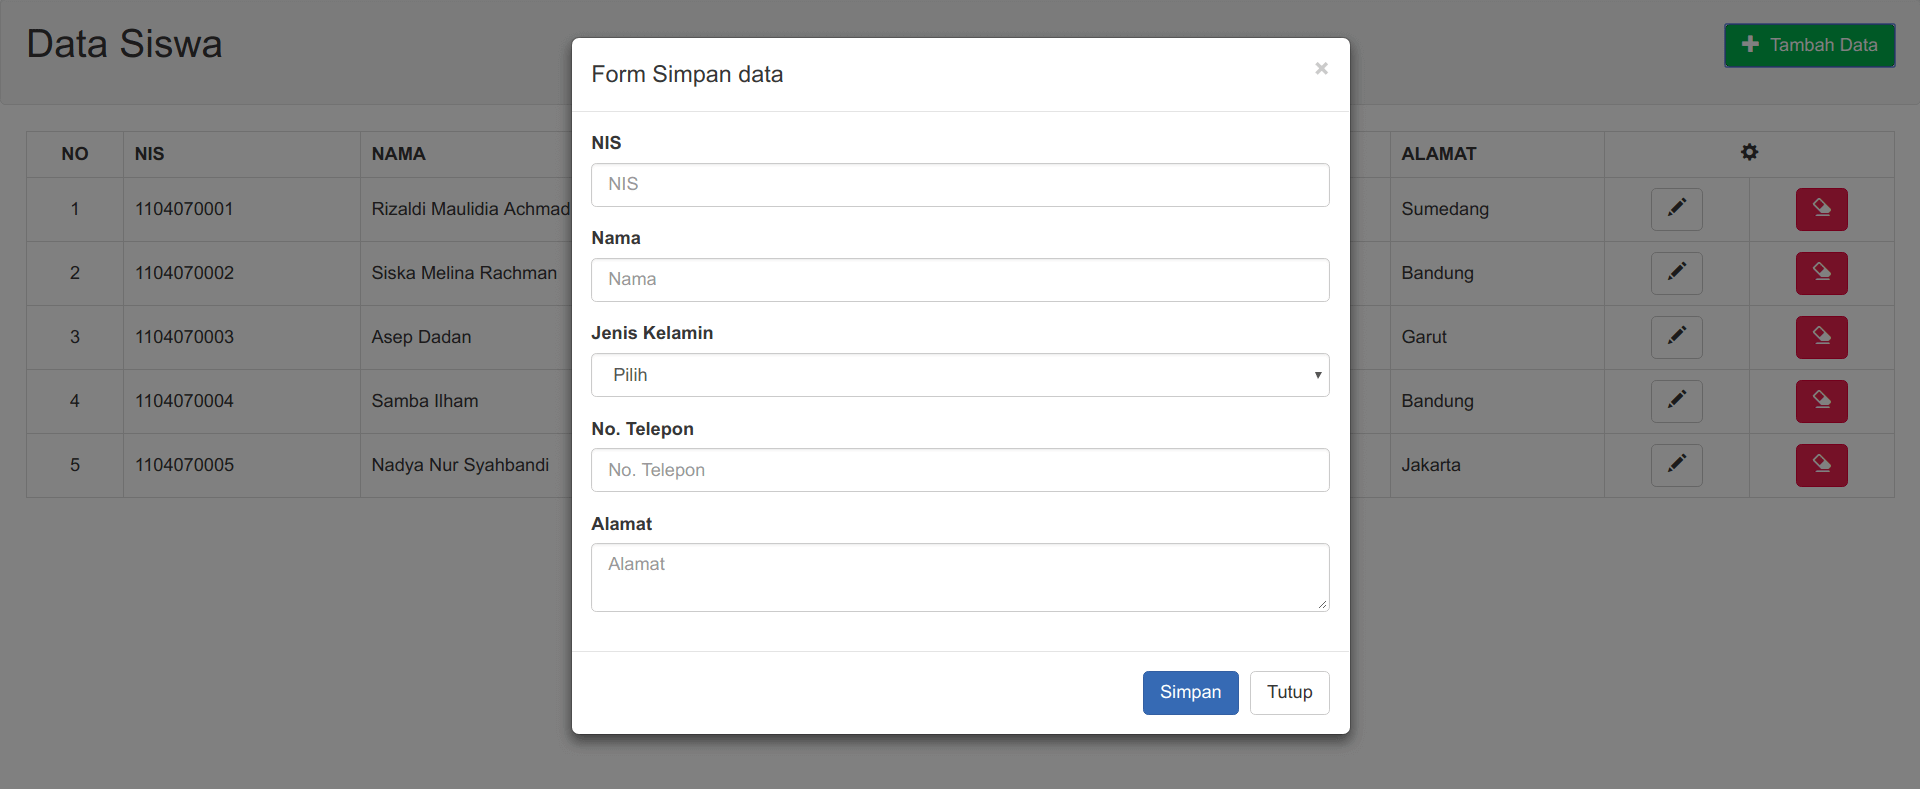 Data Siswa
Tambah Data
NO NIS NAMA ALAMAT
1 1104070001 Rizaldi Maulidia Achmad Sumedang
2 1104070002 Siska Melina Rachman Bandung
3 1104070003 Asep Dadan Garut
4 1104070004 Samba Ilham Bandung
5 1104070005 Nadya Nur Syahbandi Jakarta
Form Simpan data ×
NIS
NIS
Nama
Nama
Jenis Kelamin
Pilih
No. Telepon
No. Telepon
Alamat
Alamat
Simpan Tutup